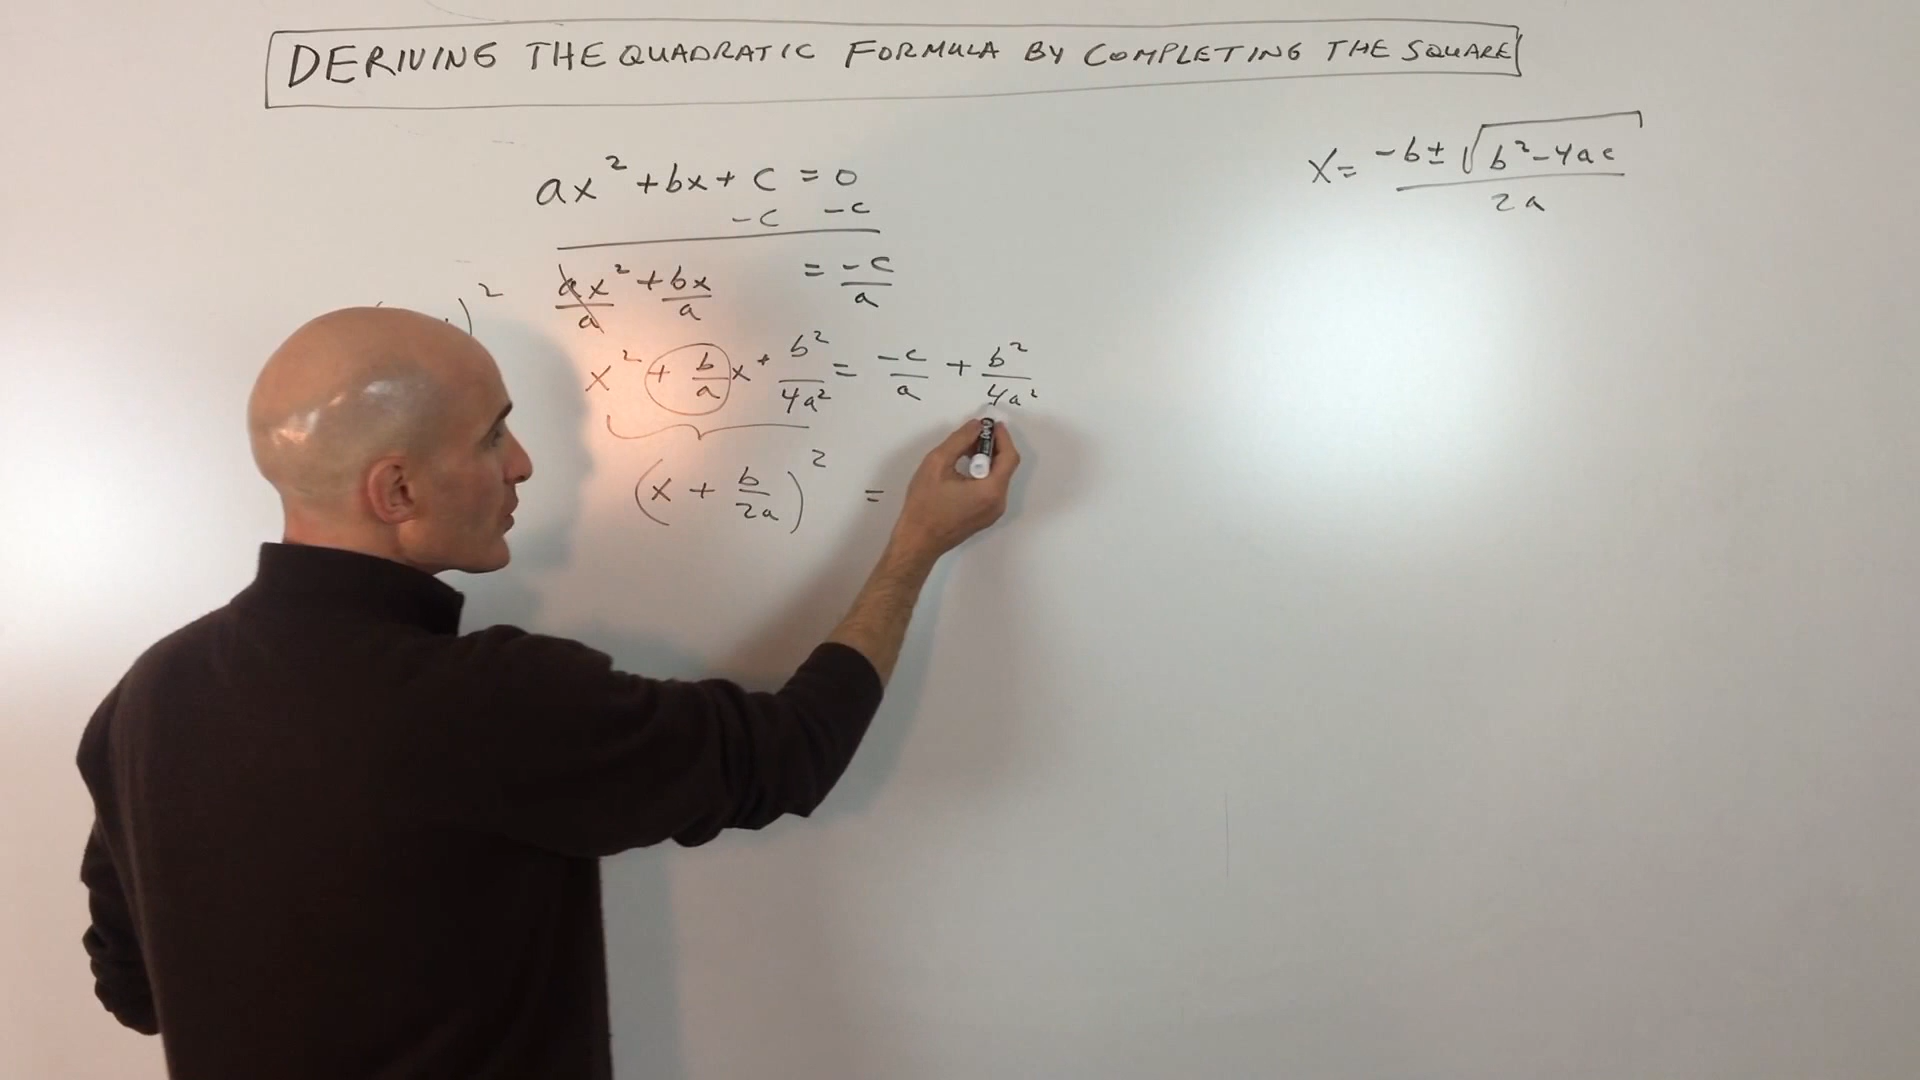 DERIVING THE QUADRATIC FORMULA BY COMPLETING THE SQUARE
x = (-b ± √(b² - 4ac)) / 2a
ax² + bx + c = 0
-c -c
ax²/a + bx/a = -c/a
)²
x² + b/a x + b²/4a² = -c/a + b²/4a²
(x + b/2a)² =